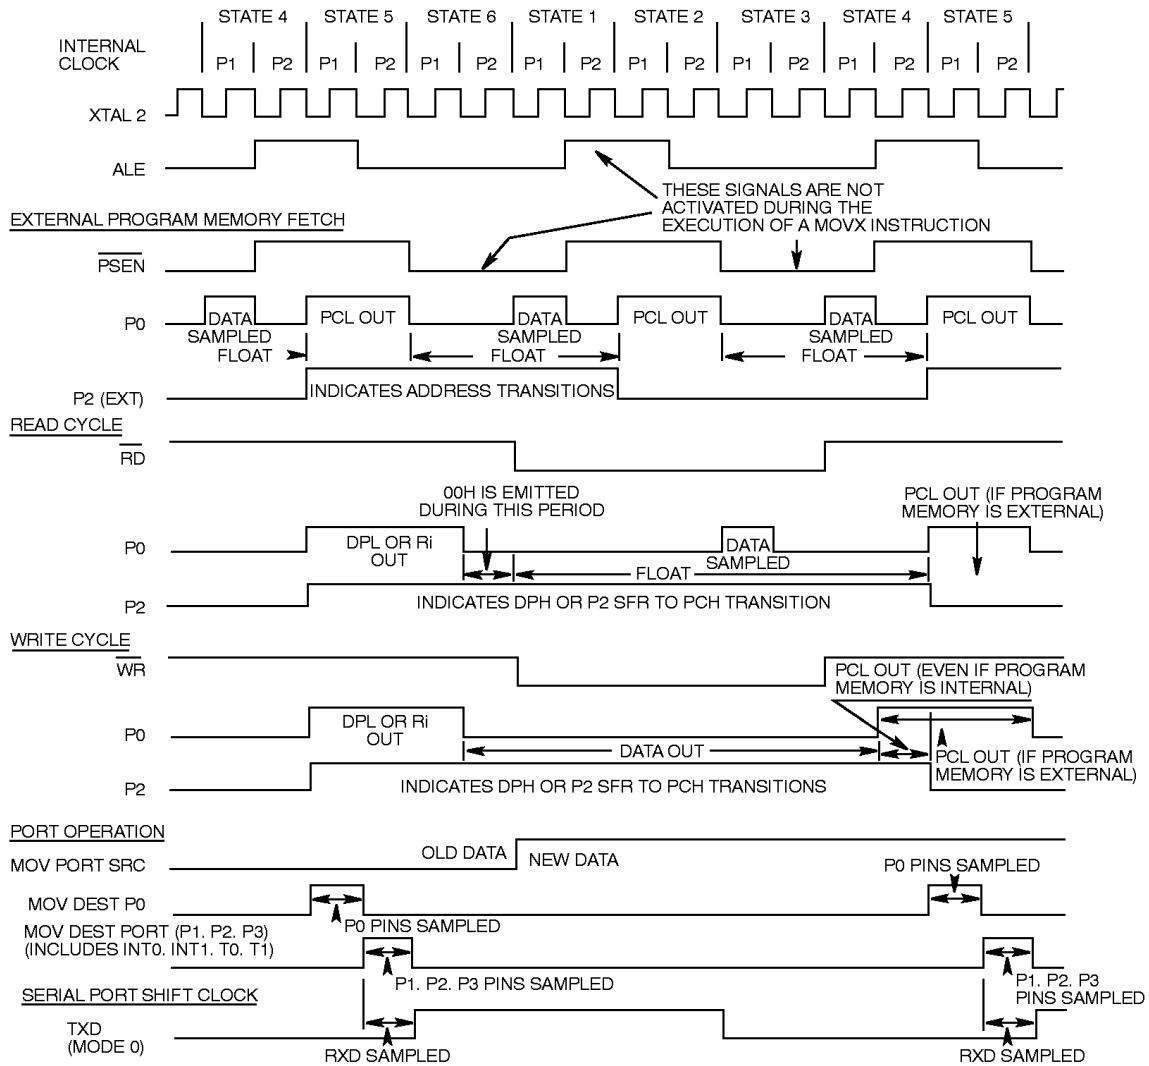 STATE 4 STATE 5 STATE 6 STATE 1 STATE 2 STATE 3 STATE 4 STATE 5
INTERNAL
CLOCK
P1 P2 P1 P2 P1 P2 P1 P2 P1 P2 P1 P2 P1 P2 P1 P2
XTAL 2
ALE
THESE SIGNALS ARE NOT
ACTIVATED DURING THE
EXECUTION OF A MOVX INSTRUCTION
EXTERNAL PROGRAM MEMORY FETCH
PSEN
P0
DATA PCL OUT DATA PCL OUT DATA PCL OUT
SAMPLED SAMPLED SAMPLED
FLOAT FLOAT FLOAT
P2 (EXT)
INDICATES ADDRESS TRANSITIONS
READ CYCLE
RD
00H IS EMITTED
DURING THIS PERIOD
PCL OUT (IF PROGRAM
MEMORY IS EXTERNAL)
P0
DPL OR Ri
OUT
DATA
SAMPLED
FLOAT
P2
INDICATES DPH OR P2 SFR TO PCH TRANSITION
WRITE CYCLE
WR
PCL OUT (EVEN IF PROGRAM
MEMORY IS INTERNAL)
P0
DPL OR Ri
OUT
DATA OUT
PCL OUT (IF PROGRAM
MEMORY IS EXTERNAL)
P2
INDICATES DPH OR P2 SFR TO PCH TRANSITIONS
PORT OPERATION
MOV PORT SRC
OLD DATA NEW DATA
P0 PINS SAMPLED
MOV DEST P0
P0 PINS SAMPLED
MOV DEST PORT (P1. P2. P3)
(INCLUDES INT0. INT1. T0. T1)
P1. P2. P3 PINS SAMPLED
P1. P2. P3
PINS SAMPLED
SERIAL PORT SHIFT CLOCK
TXD
(MODE 0)
RXD SAMPLED RXD SAMPLED